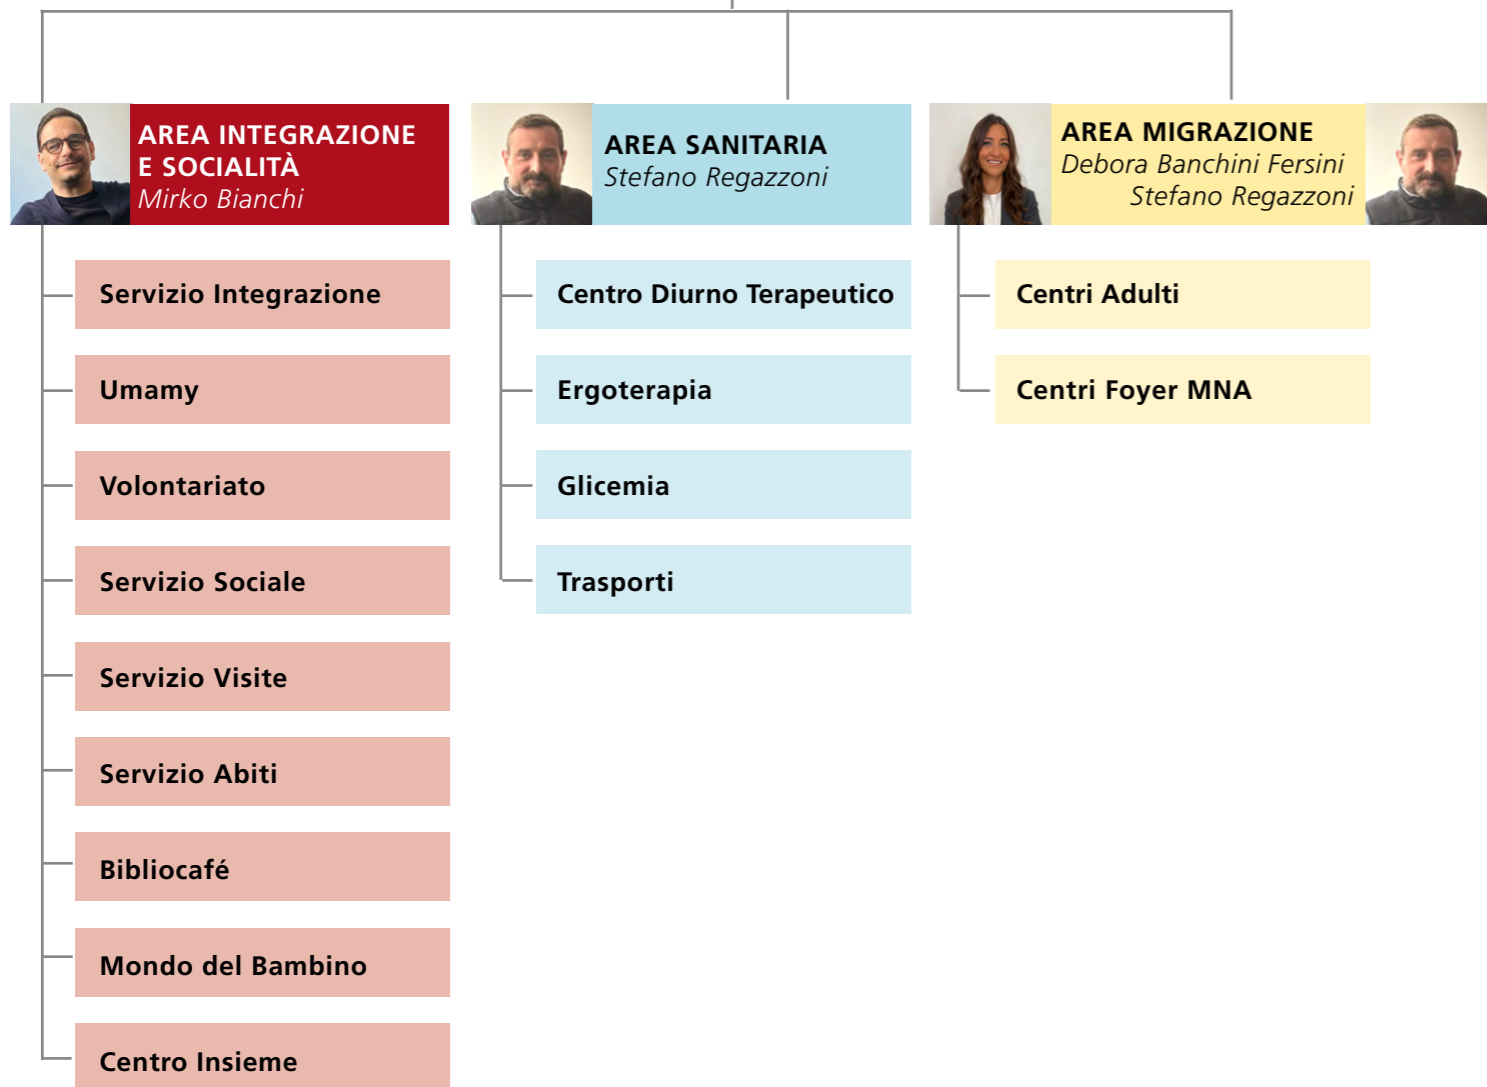 AREA INTEGRAZIONE
E SOCIALITÀ
Mirko Bianchi
Servizio Integrazione
Umamy
Volontariato
Servizio Sociale
Servizio Visite
Servizio Abiti
Bibliocafé
Mondo del Bambino
Centro Insieme
AREA SANITARIA
Stefano Regazzoni
Centro Diurno Terapeutico
Ergoterapia
Glicemia
Trasporti
AREA MIGRAZIONE
Debora Banchini Fersini
Stefano Regazzoni
Centri Adulti
Centri Foyer MNA